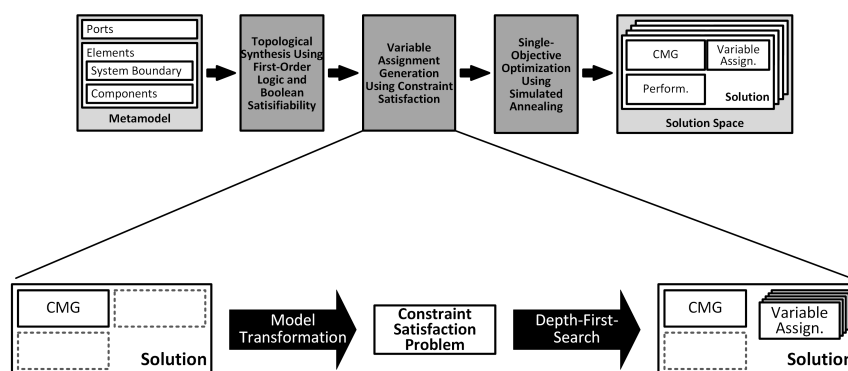 Ports
Elements
System Boundary
Components
Metamodel
Topological
Synthesis Using
First-Order
Logic and
Boolean
Satisifiability
Variable
Assignment
Generation
Using Constraint
Satisfaction
Single-
Objective
Optimization
Using
Simulated
Annealing
CMG
Variable
Assign.
Perform.
Solution
Solution Space
CMG
Solution
Model
Transformation
Constraint
Satisfaction
Problem
Depth-First-
Search
CMG
Variable
Assign.
Solution